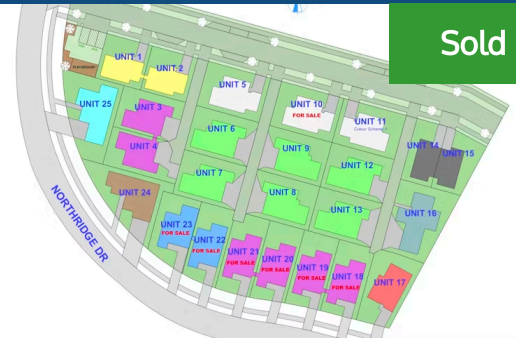 Sold
UNIT 1
UNIT 2
UNIT 5
UNIT 10
FOR SALE
UNIT 11
UNIT 25
UNIT 3
UNIT 4
UNIT 6
UNIT 9
UNIT 12
UNIT 14
UNIT 15
UNIT 7
UNIT 8
UNIT 13
UNIT 16
UNIT 24
UNIT 23
FOR SALE
UNIT 22
FOR SALE
UNIT 21
FOR SALE
UNIT 20
FOR SALE
UNIT 19
FOR SALE
UNIT 18
FOR SALE
UNIT 17
NORTHRIDGE DR